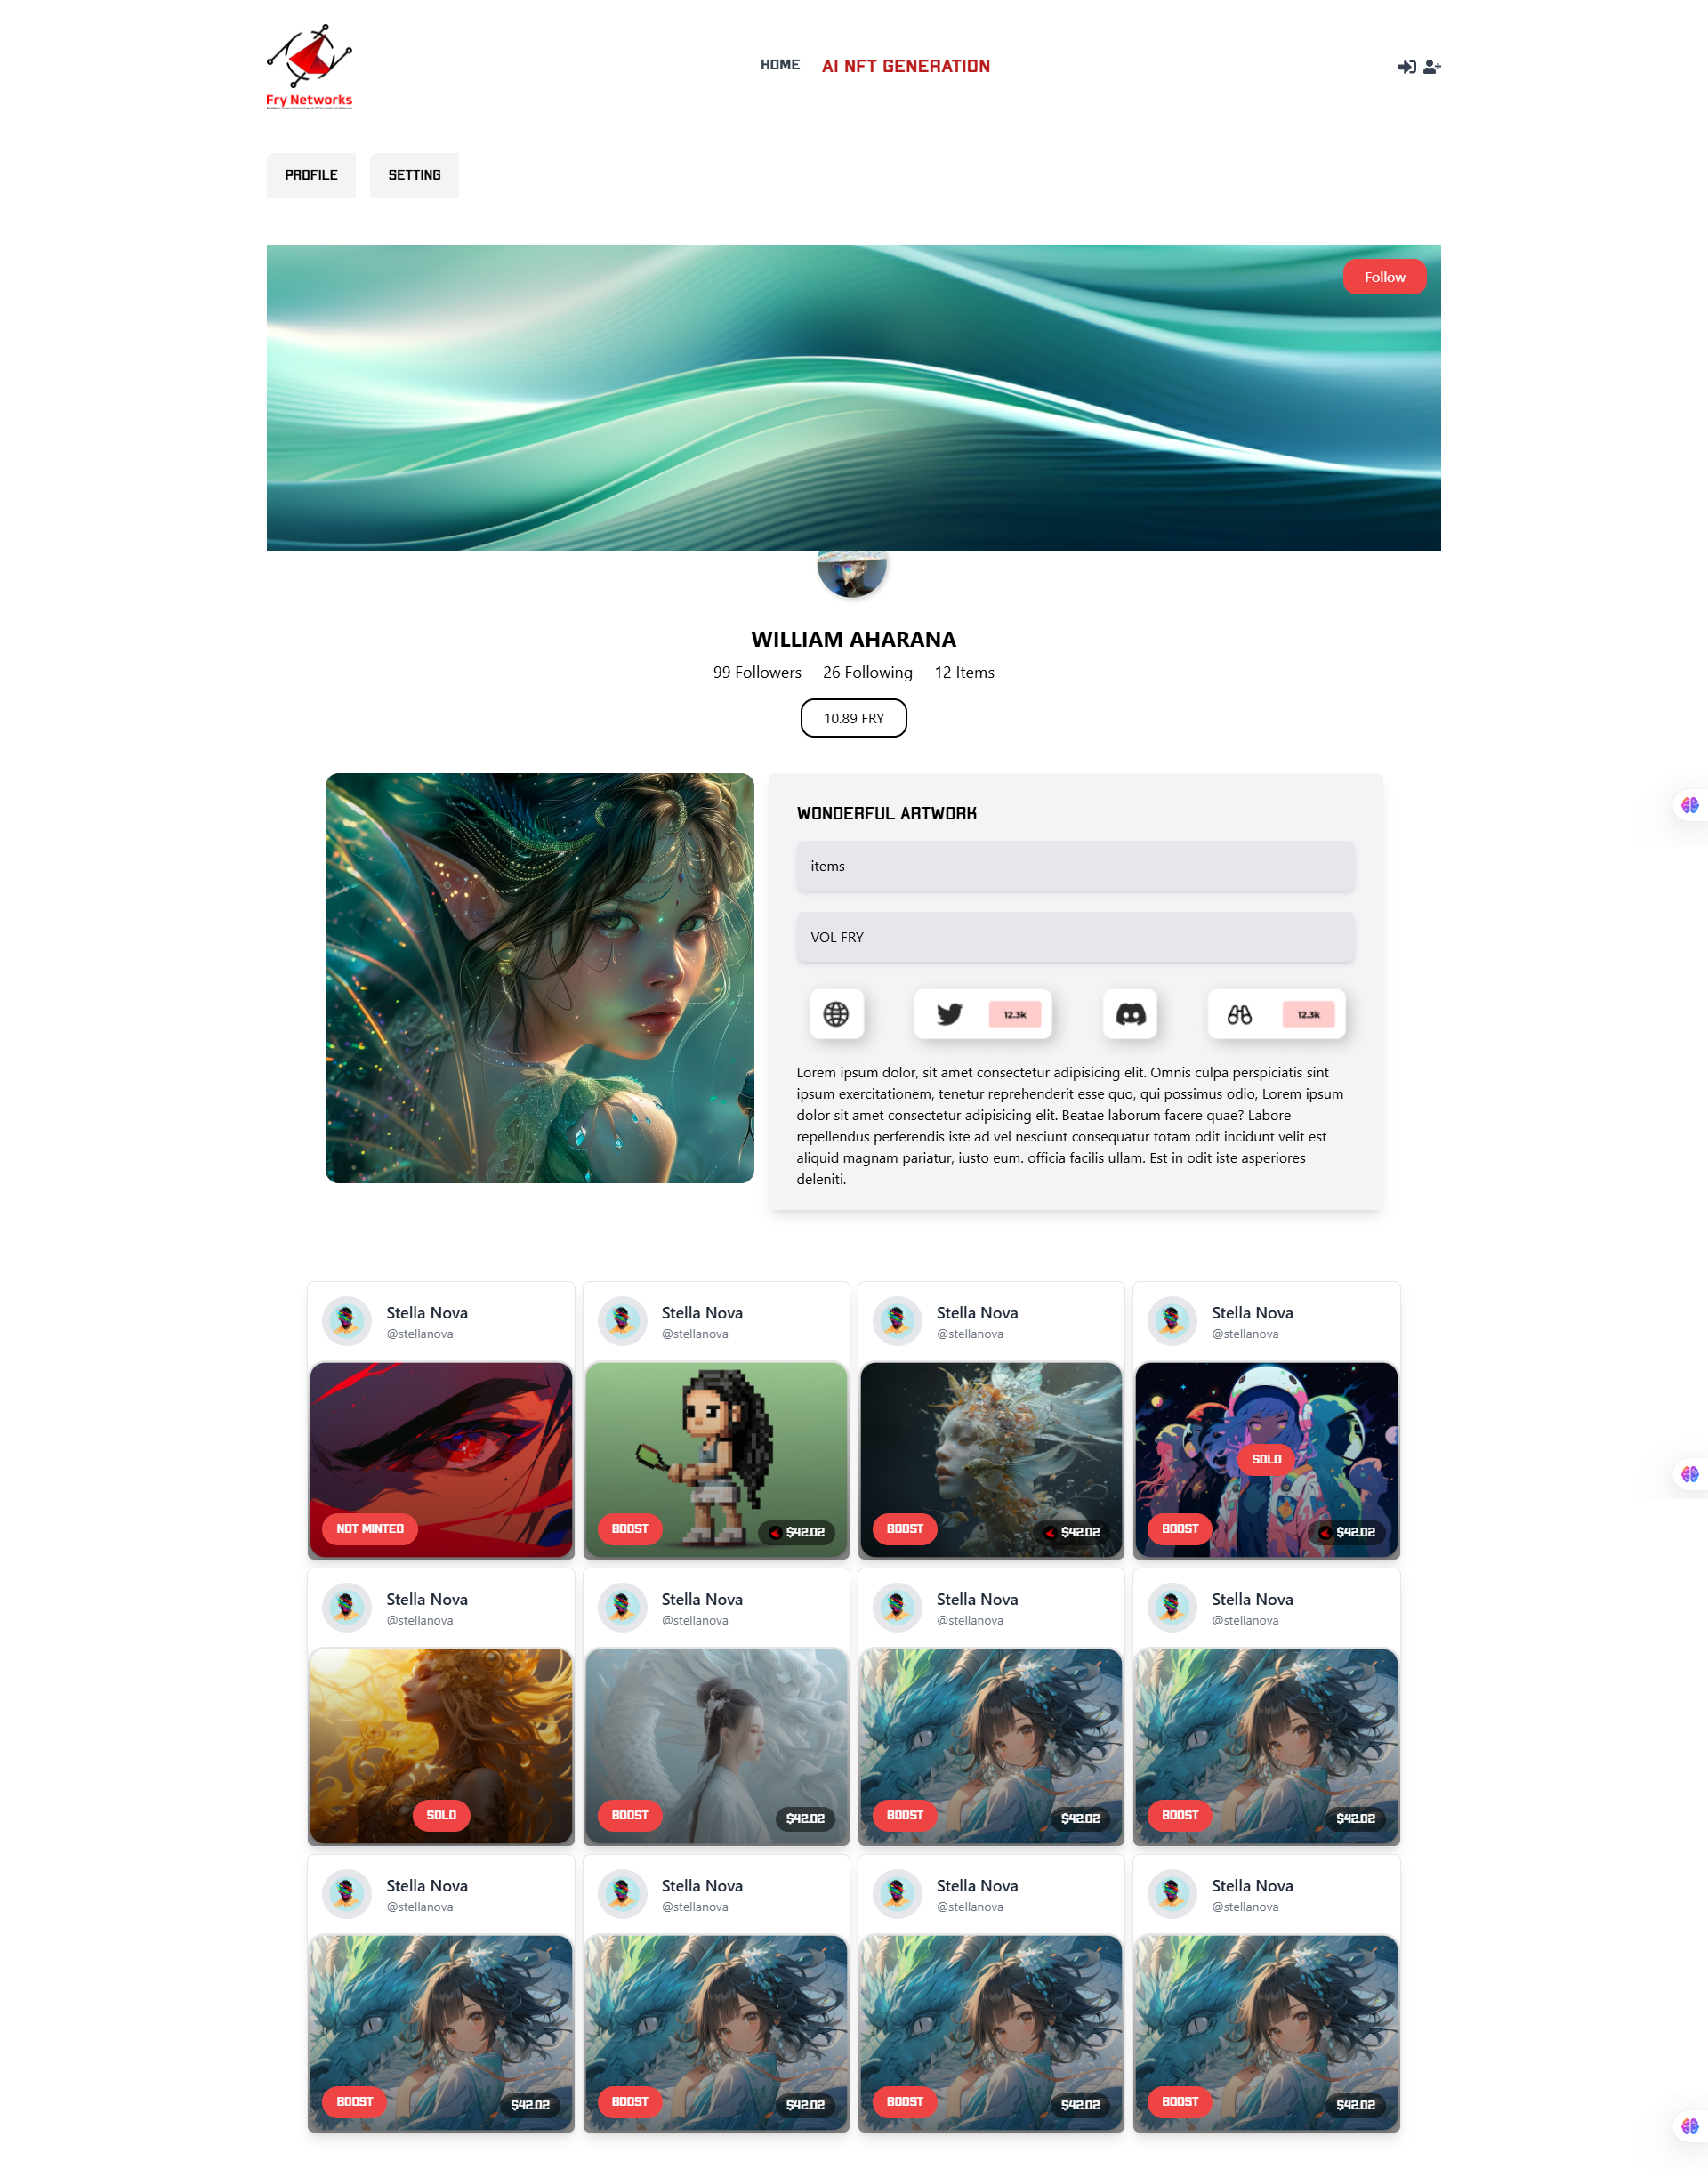 Fry Networks
HOME
AI NFT GENERATION
PROFILE
SETTING
Follow
WILLIAM AHARANA
99 Followers
26 Following
12 Items
10.89 FRY
WONDERFUL ARTWORK
items
VOL FRY
12.3k
12.3k
Lorem ipsum dolor, sit amet consectetur adipisicing elit. Omnis culpa perspiciatis sint
ipsum exercitationem, tenetur reprehenderit esse quo, qui possimus odio, Lorem ipsum
dolor sit amet consectetur adipisicing elit. Beatae laborum facere quae? Labore
repellendus perferendis iste ad vel nesciunt consequatur totam odit incidunt velit est
aliquid magnam pariatur, iusto eum. officia facilis ullam. Est in odit iste asperiores
deleniti.
Stella Nova
@stellanova
NOT MINTED
Stella Nova
@stellanova
BOOST
$42.02
Stella Nova
@stellanova
BOOST
$42.02
Stella Nova
@stellanova
SOLD
BOOST
$42.02
Stella Nova
@stellanova
SOLD
Stella Nova
@stellanova
BOOST
$42.02
Stella Nova
@stellanova
BOOST
$42.02
Stella Nova
@stellanova
BOOST
$42.02
Stella Nova
@stellanova
BOOST
$42.02
Stella Nova
@stellanova
BOOST
$42.02
Stella Nova
@stellanova
BOOST
$42.02
Stella Nova
@stellanova
BOOST
$42.02